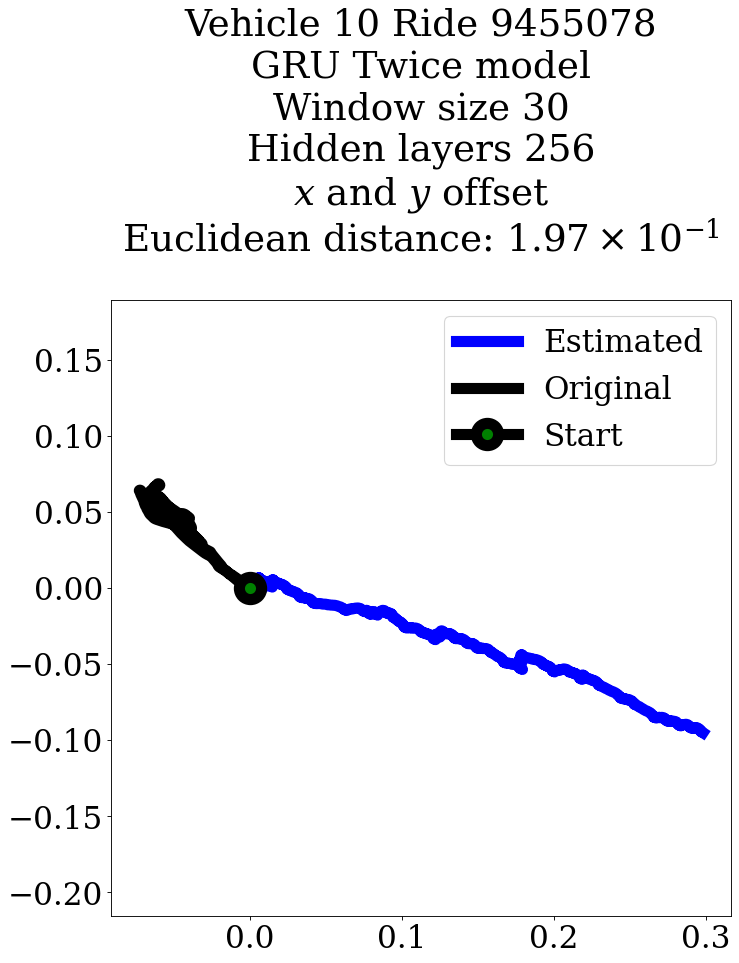 Vehicle 10 Ride 9455078
GRU Twice model
Window size 30
Hidden layers 256
x and y offset
Euclidean distance: 1.97 × 10⁻¹
Estimated
Original
Start
0.15
0.10
0.05
0.00
−0.05
−0.10
−0.15
−0.20
0.0 0.1 0.2 0.3